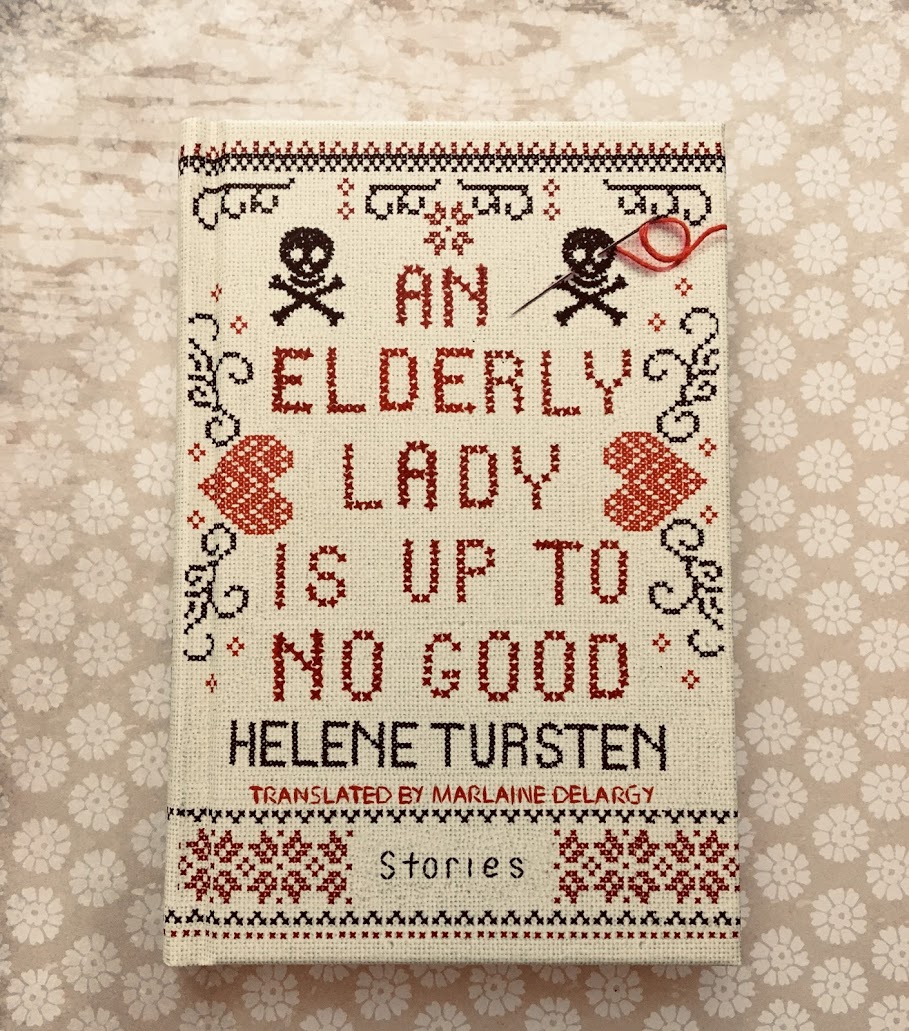 AN
ELDERLY
LADY
IS UP TO
NO GOOD
HELENE TURSTEN
TRANSLATED BY MARLAINE DELARGY
Stories